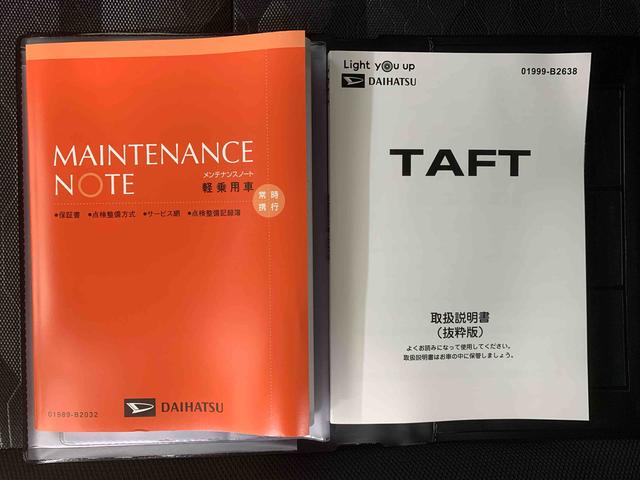 MAINTENANCE
NOTE
メンテナンスノート
軽乗用車
常時
携行
●保証書 ●点検整備方式 ●サービス網 ●点検整備記録簿
01989-B2032
DAIHATSU
Light you up
DAIHATSU
01999-B2638
TAFT
取扱説明書
（抜粋版）
よくお読みになって使用してください。
取扱説明書はお車の中に保管しましょう。